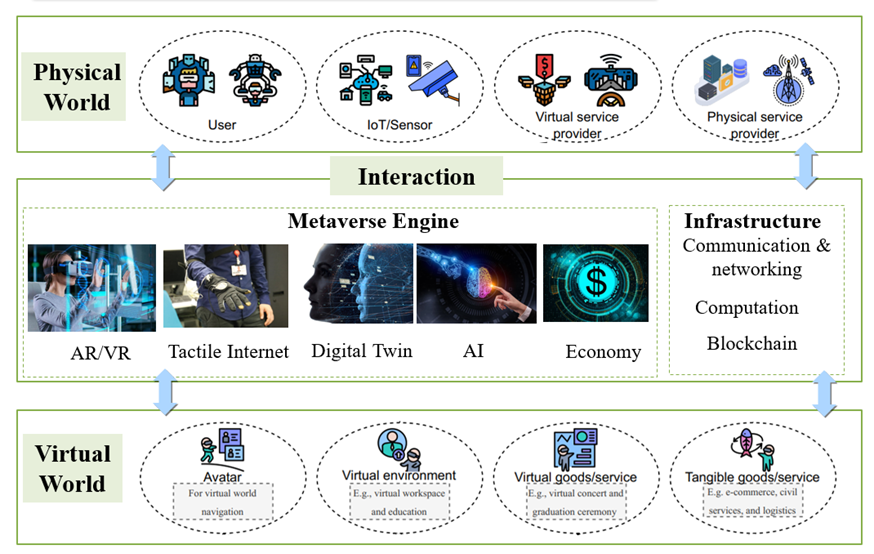 Physical
World
User
IoT/Sensor
Virtual service
provider
Physical service
provider
Interaction
Metaverse Engine
AR/VR
Tactile Internet
Digital Twin
AI
Economy
Infrastructure
Communication &
networking
Computation
Blockchain
Virtual
World
Avatar
For virtual world
navigation
Virtual environment
E.g., virtual workspace
and education
Virtual goods/service
E.g., virtual concert and
graduation ceremony
Tangible goods/service
E.g. e-commerce, civil
services, and logistics